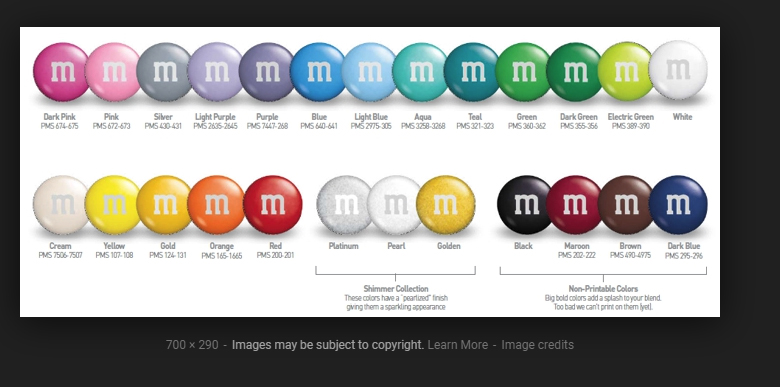 m m m m m m m m m m m m m
Dark Pink Pink Silver Light Purple Purple Blue Light Blue Aqua Teal Green Dark Green Electric Green White
PMS 674-675 PMS 672-673 PMS 430-431 PMS 2635-2645 PMS 7447-268 PMS 640-641 PMS 2975-305 PMS 3258-3268 PMS 321-323 PMS 360-362 PMS 355-356 PMS 389-390
m m m m m m m m m m m m
Cream Yellow Gold Orange Red Platinum Pearl Golden Black Maroon Brown Dark Blue
PMS 7506-7507 PMS 107-108 PMS 124-131 PMS 165-1665 PMS 200-201 PMS 202-222 PMS 490-4975 PMS 295-296
Shimmer Collection
These colors have a "pearlized" finish
giving them a sparkling appearance
Non-Printable Colors
Big bold colors add a splash to your blend.
Too bad we can't print on them (yet).
700 × 290 - Images may be subject to copyright. Learn More - Image credits